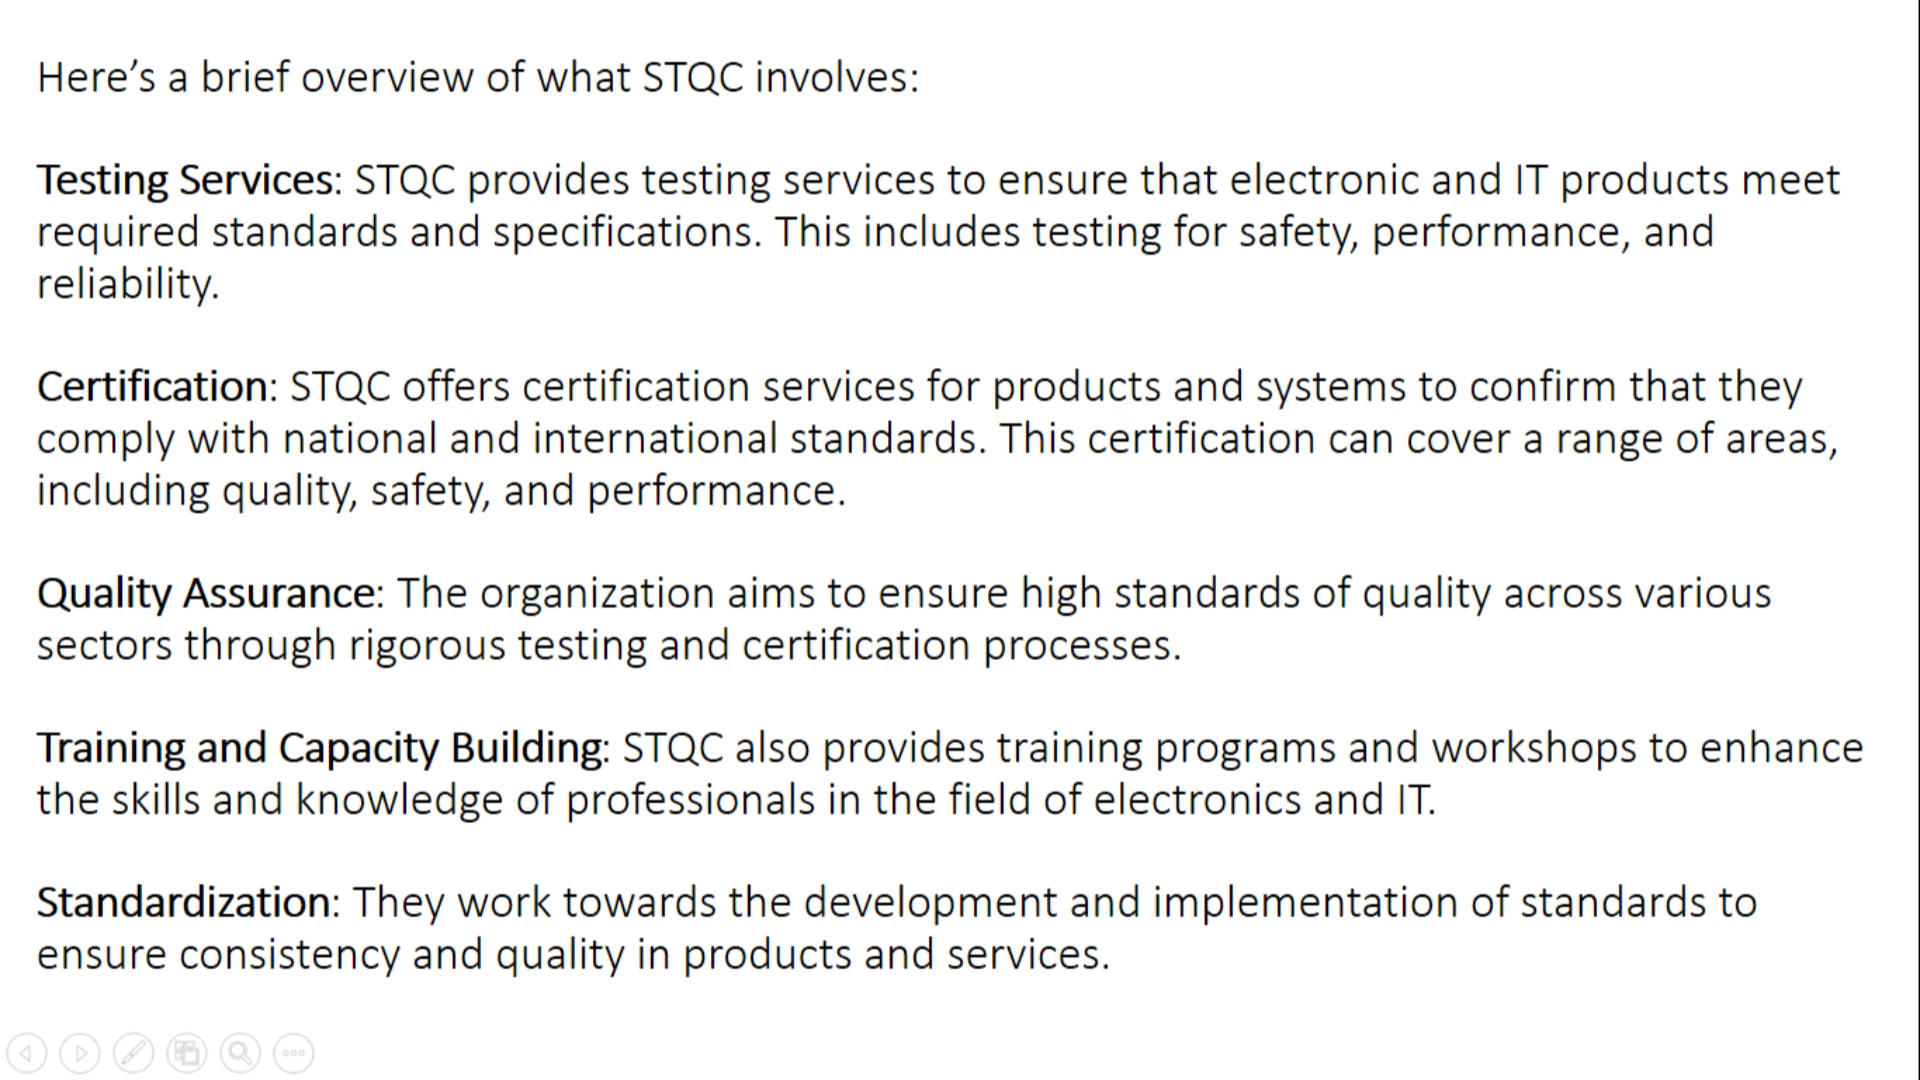 Here’s a brief overview of what STQC involves:
Testing Services: STQC provides testing services to ensure that electronic and IT products meet
required standards and specifications. This includes testing for safety, performance, and
reliability.
Certification: STQC offers certification services for products and systems to confirm that they
comply with national and international standards. This certification can cover a range of areas,
including quality, safety, and performance.
Quality Assurance: The organization aims to ensure high standards of quality across various
sectors through rigorous testing and certification processes.
Training and Capacity Building: STQC also provides training programs and workshops to enhance
the skills and knowledge of professionals in the field of electronics and IT.
Standardization: They work towards the development and implementation of standards to
ensure consistency and quality in products and services.